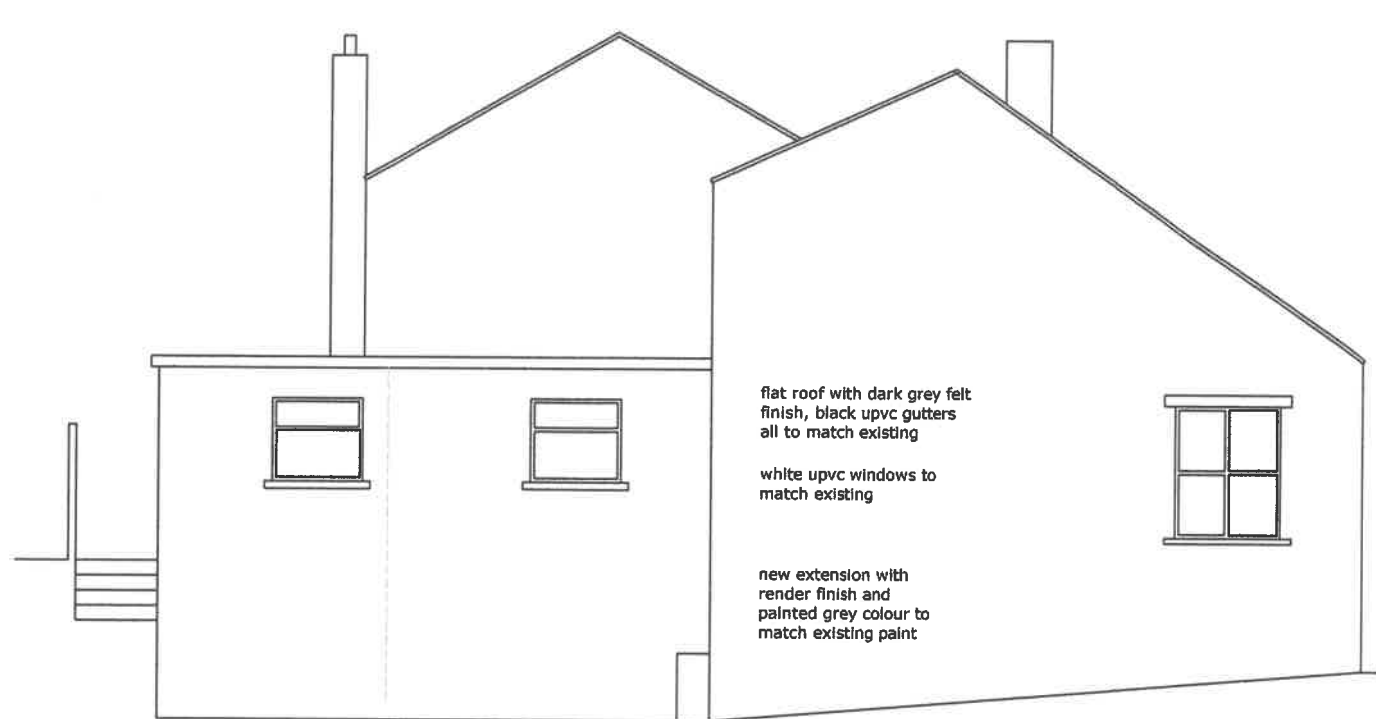 flat roof with dark grey felt
finish, black upvc gutters
all to match existing
white upvc windows to
match existing
new extension with
render finish and
painted grey colour to
match existing paint